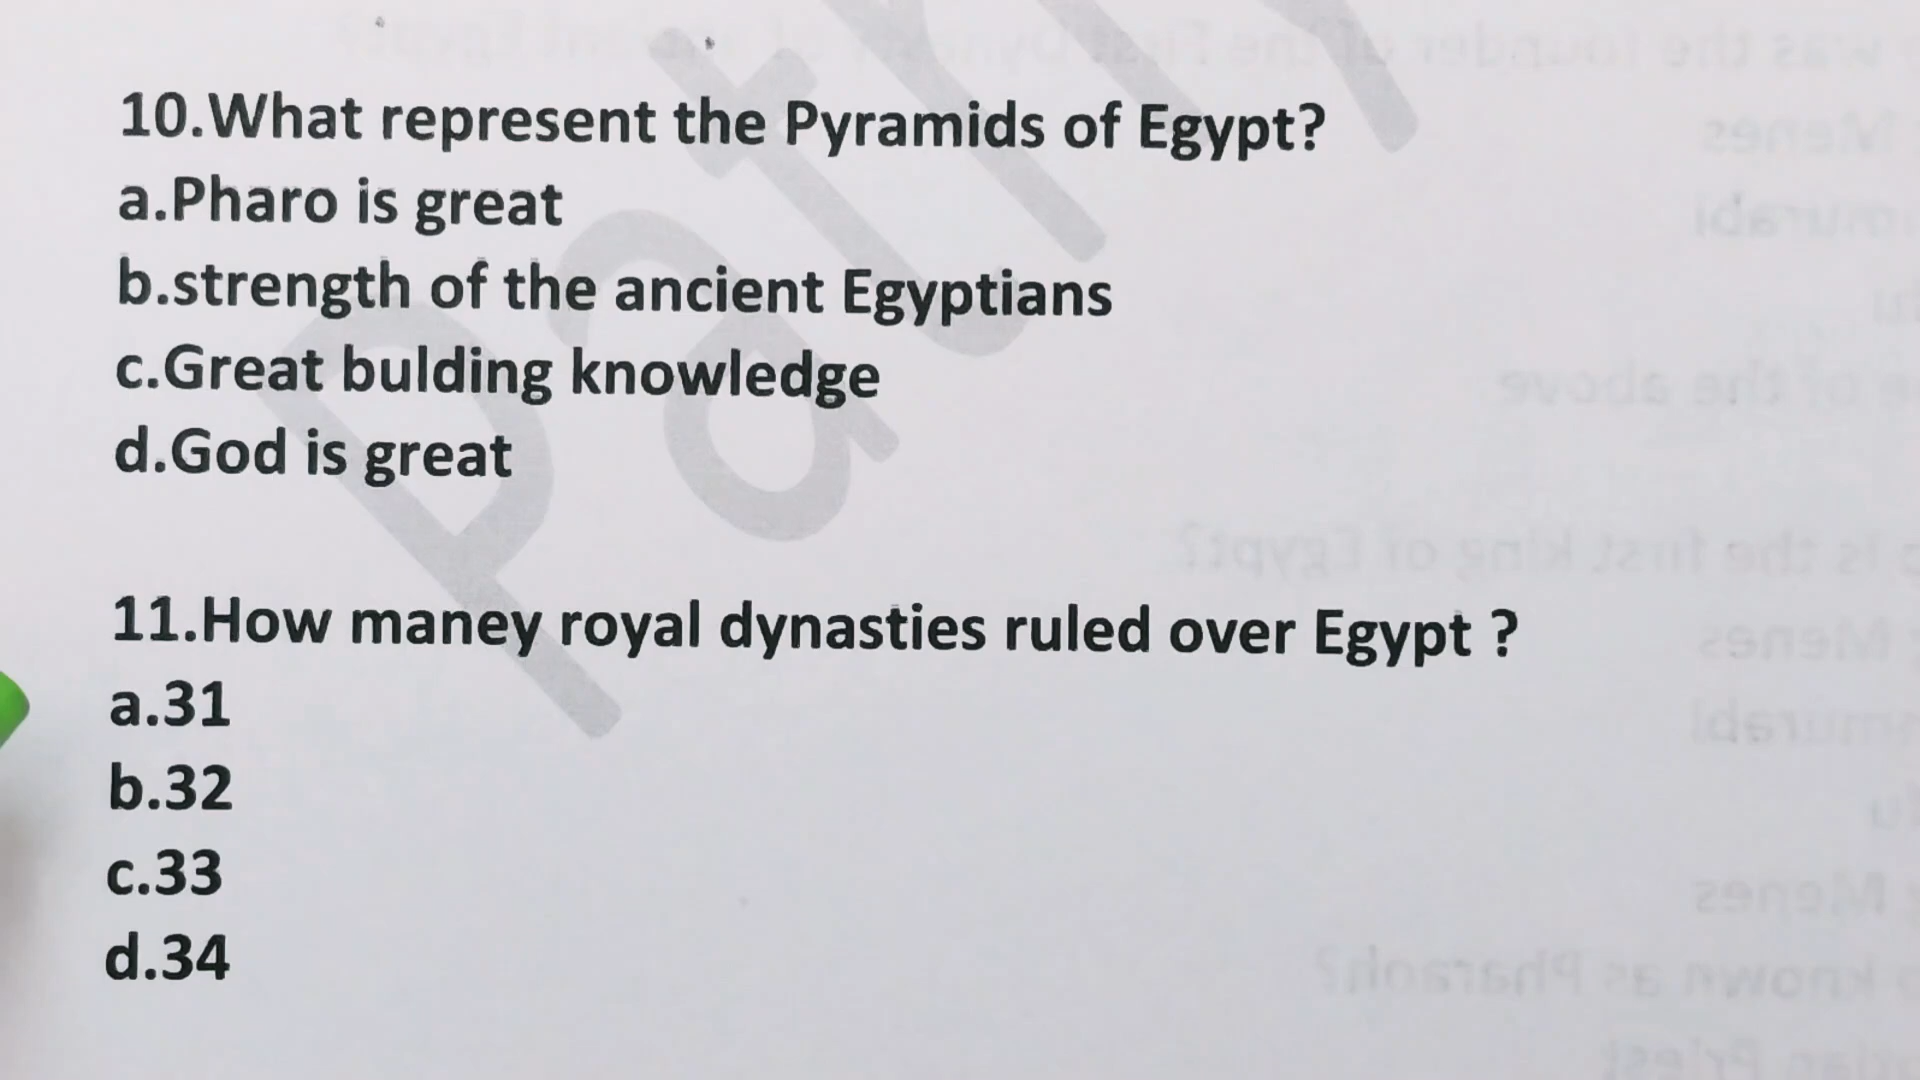 10.What represent the Pyramids of Egypt?
a.Pharo is great
b.strength of the ancient Egyptians
c.Great bulding knowledge
d.God is great
11.How maney royal dynasties ruled over Egypt ?
a.31
b.32
c.33
d.34